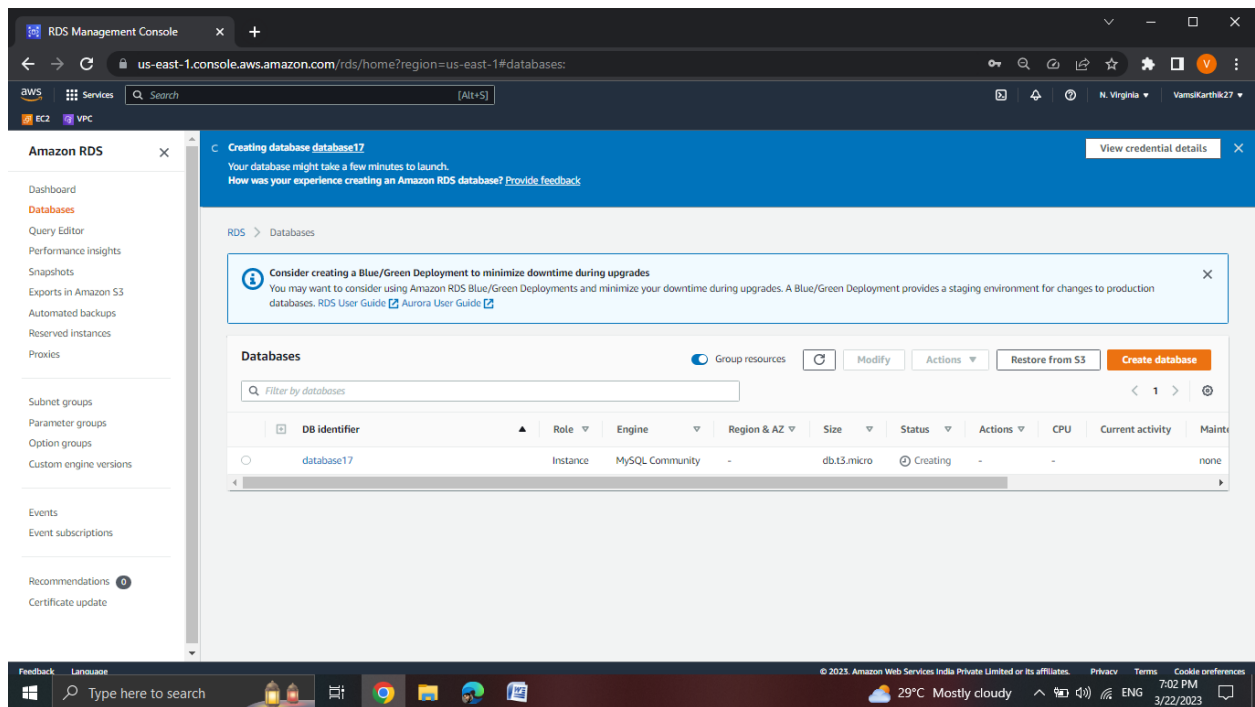 RDS Management Console
us-east-1.console.aws.amazon.com/rds/home?region=us-east-1#databases:
V
aws Services Search [Alt+S] N. Virginia VamsiKarthik27
EC2 VPC
Amazon RDS
Dashboard
Databases
Query Editor
Performance insights
Snapshots
Exports in Amazon S3
Automated backups
Reserved instances
Proxies
Subnet groups
Parameter groups
Option groups
Custom engine versions
Events
Event subscriptions
Recommendations 0
Certificate update
Creating database database17
Your database might take a few minutes to launch.
How was your experience creating an Amazon RDS database? Provide feedback
View credential details
RDS > Databases
Consider creating a Blue/Green Deployment to minimize downtime during upgrades
You may want to consider using Amazon RDS Blue/Green Deployments and minimize your downtime during upgrades. A Blue/Green Deployment provides a staging environment for changes to production
databases. RDS User Guide Aurora User Guide
Databases Group resources Modify Actions Restore from S3 Create database
Filter by databases 1
DB identifier Role Engine Region & AZ Size Status Actions CPU Current activity Mainte
database17 Instance MySQL Community - db.t3.micro Creating - - none
Feedback Language © 2023, Amazon Web Services India Private Limited or its affiliates. Privacy Terms Cookie preferences
Type here to search 29°C Mostly cloudy ENG 7:02 PM
3/22/2023